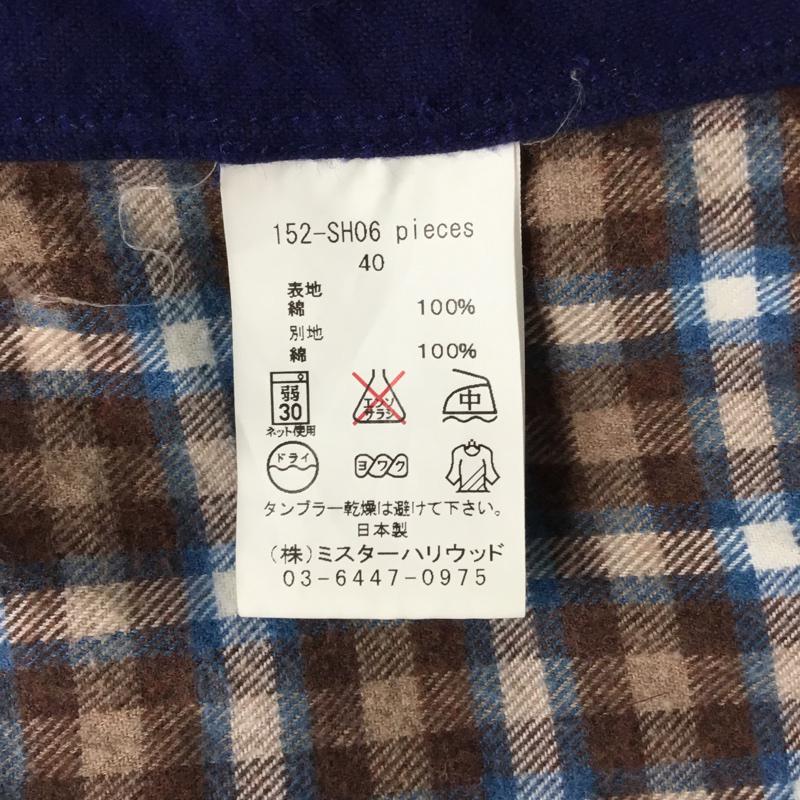 152-SH06 pieces
40
表地
綿 100%
別地
綿 100%
弱
30
ネット使用
エンソ
サラシ
中
ドライ
ヨワク
タンブラー乾燥は避けて下さい。
日本製
(株)ミスターハリウッド
03-6447-0975